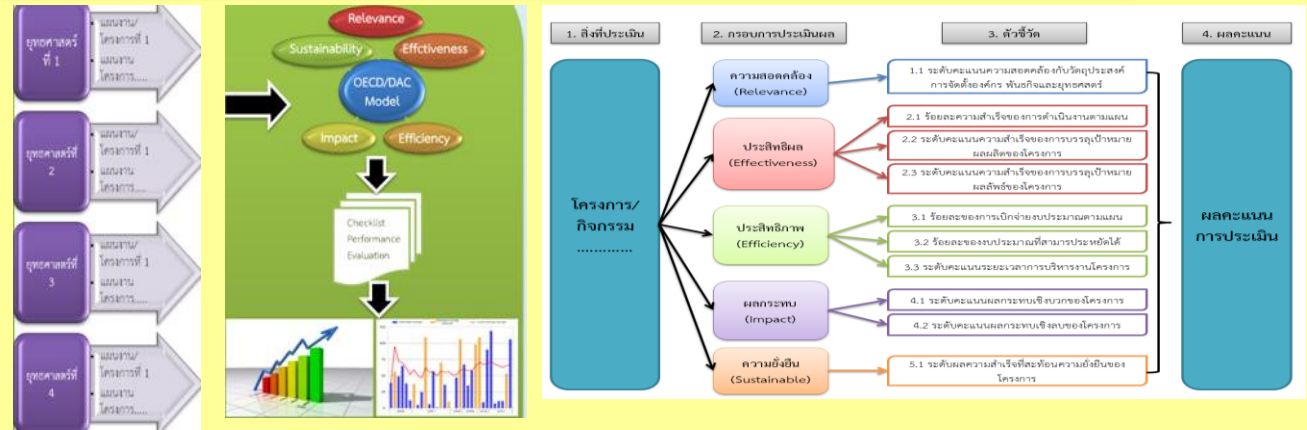 ยุทธศาสตร์
ที่ 1
• แผนงาน/
โครงการที่ 1
• แผนงาน
โครงการ.....
ยุทธศาสตร์ที่
2
• แผนงาน/
โครงการที่ 1
• แผนงาน
โครงการ.....
ยุทธศาสตร์ที่
3
• แผนงาน/
โครงการที่ 1
• แผนงาน
โครงการ.....
ยุทธศาสตร์ที่
4
• แผนงาน/
โครงการที่ 1
• แผนงาน
โครงการ.....
Relevance
Sustainability
Effctiveness
OECD/DAC
Model
Impact
Efficiency
Checklist
Performance
Evaluation
1. สิ่งที่ประเมิน
2. กรอบการประเมินผล
3. ตัวชี้วัด
4. ผลคะแนน
โครงการ/
กิจกรรม
.............
ความสอดคล้อง
(Relevance)
1.1 ระดับคะแนนความสอดคล้องกับวัตถุประสงค์
การจัดตั้งองค์กร พันธกิจและยุทธศสตร์
ประสิทธิผล
(Effectiveness)
2.1 ร้อยละความสำเร็จของการดำเนินงานตามแผน
2.2 ระดับคะแนนความสำเร็จของการบรรลุเป้าหมาย
ผลผลิตของโครงการ
2.3 ระดับคะแนนความสำเร็จของการบรรลุเป้าหมาย
ผลลัพธ์ของโครงการ
ประสิทธิภาพ
(Efficiency)
3.1 ร้อยละของการเบิกจ่ายงบประมาณตามแผน
3.2 ร้อยละของงบประมาณที่สามารประหยัดได้
3.3 ระดับคะแนนระยะเวลาการบริหารงานโครงการ
ผลกระทบ
(Impact)
4.1 ระดับคะแนนผลกระทบเชิงบวกของโครงการ
4.2 ระดับคะแนนผลกระทบเชิงลบของโครงการ
ความยั่งยืน
(Sustainable)
5.1 ระดับผลความสำเร็จที่สะท้อนความยั่งยืนของ
โครงการ
ผลคะแนน
การประเมิน